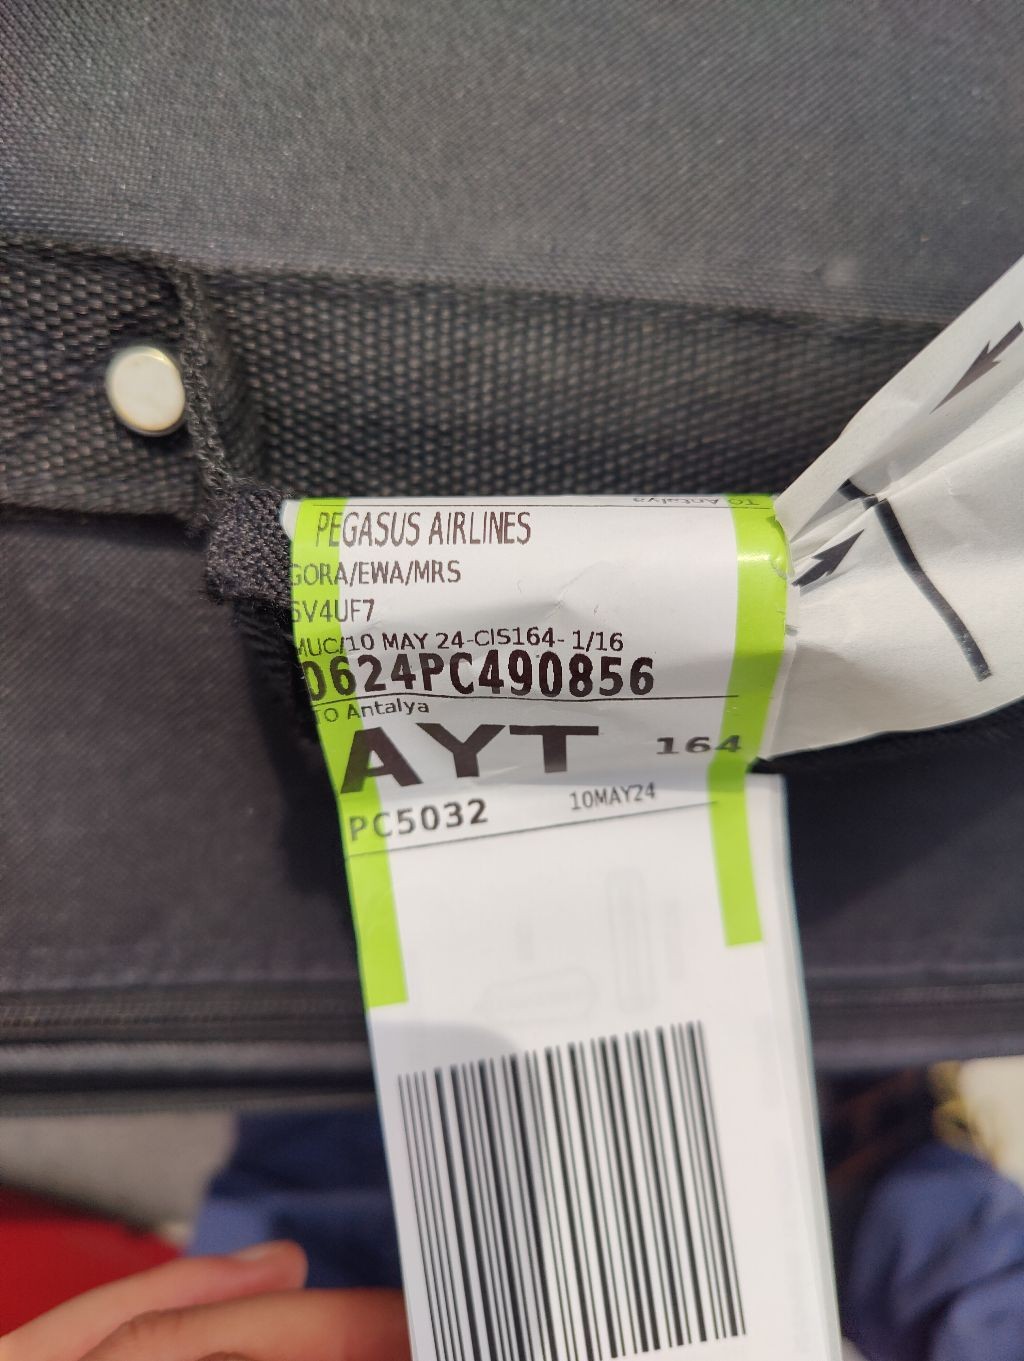 TO Antalya
PEGASUS AIRLINES
GORA/EWA/MRS
6V4UF7
MUC/10 MAY 24-CIS164- 1/16
0624PC490856
TO Antalya
AYT 164
PC5032 10MAY24